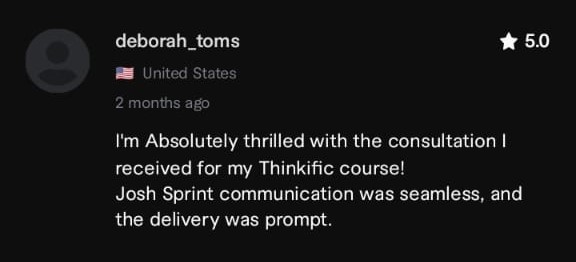 deborah_toms
5.0
United States
2 months ago
I'm Absolutely thrilled with the consultation I
received for my Thinkific course!
Josh Sprint communication was seamless, and
the delivery was prompt.